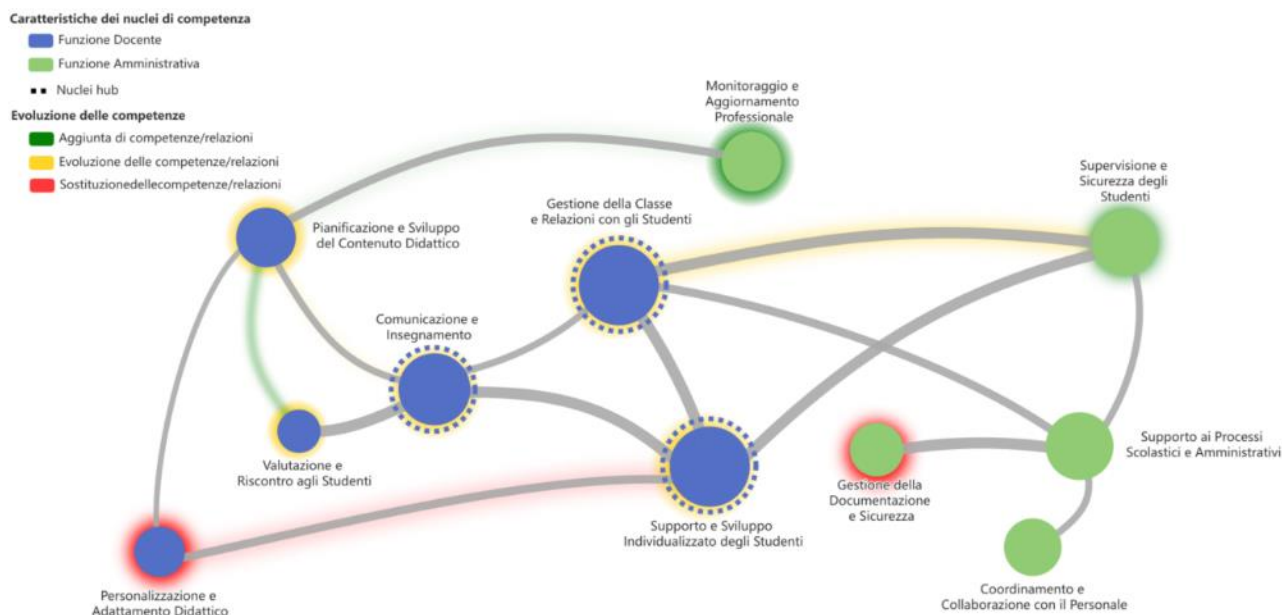 Caratteristiche dei nuclei di competenza
Funzione Docente
Funzione Amministrativa
Nuclei hub
Evoluzione delle competenze
Aggiunta di competenze/relazioni
Evoluzione delle competenze/relazioni
Sostituzionedellecompetenze/relazioni
Monitoraggio e
Aggiornamento
Professionale
Supervisione e
Sicurezza degli
Studenti
Gestione della Classe
e Relazioni con gli Studenti
Pianificazione e Sviluppo
del Contenuto Didattico
Comunicazione e
Insegnamento
Valutazione e
Riscontro agli Studenti
Supporto ai Processi
Scolastici e Amministrativi
Gestione della
Documentazione
e Sicurezza
Supporto e Sviluppo
Individualizzato degli Studenti
Personalizzazione e
Adattamento Didattico
Coordinamento e
Collaborazione con il Personale